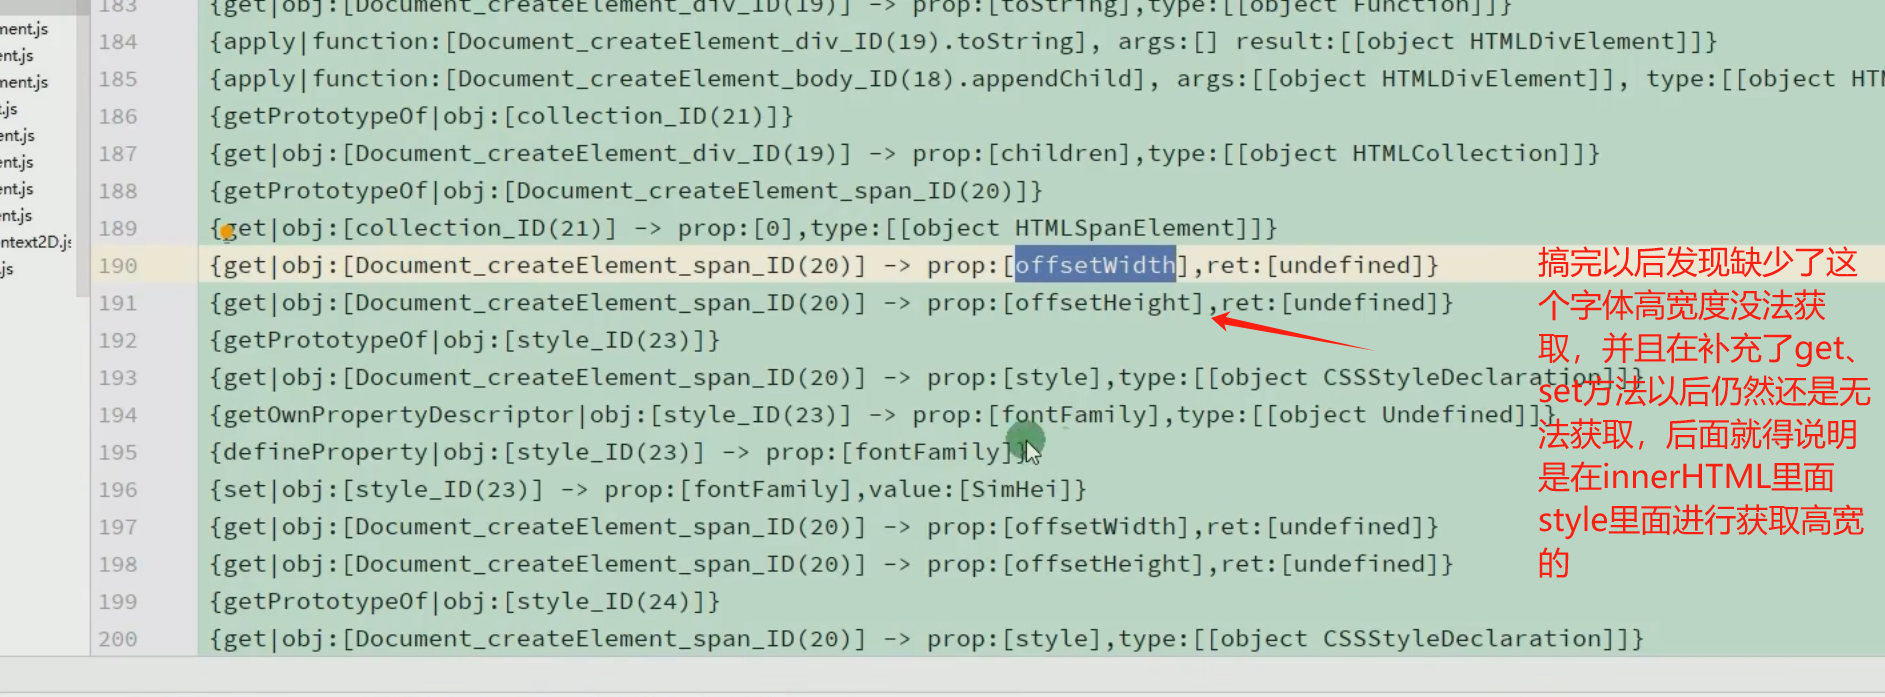 183 {get|obj:[Document_createElement_div_ID(19)] -> prop:[toString],type:[[object Function]]}
ment.js
184 {apply|function:[Document_createElement_div_ID(19).toString], args:[] result:[[object HTMLDivElement]]}
ent.js
185 {apply|function:[Document_createElement_body_ID(18).appendChild], args:[[object HTMLDivElement]], type:[[object HTM
ment.js
186 {getPrototypeOf|obj:[collection_ID(21)]}
t.js
187 {get|obj:[Document_createElement_div_ID(19)] -> prop:[children],type:[[object HTMLCollection]]}
ent.js
ent.js
188 {getPrototypeOf|obj:[Document_createElement_span_ID(20)]}
ent.js
189 {get|obj:[collection_ID(21)] -> prop:[0],type:[[object HTMLSpanElement]]}
ent.js
ntext2D.js
190 {get|obj:[Document_createElement_span_ID(20)] -> prop:[offsetWidth],ret:[undefined]}
.js
191 {get|obj:[Document_createElement_span_ID(20)] -> prop:[offsetHeight],ret:[undefined]}
192 {getPrototypeOf|obj:[style_ID(23)]}
193 {get|obj:[Document_createElement_span_ID(20)] -> prop:[style],type:[[object CSSStyleDeclaration]]}
194 {getOwnPropertyDescriptor|obj:[style_ID(23)] -> prop:[fontFamily],type:[[object Undefined]]}
195 {defineProperty|obj:[style_ID(23)] -> prop:[fontFamily]}
196 {set|obj:[style_ID(23)] -> prop:[fontFamily],value:[SimHei]}
197 {get|obj:[Document_createElement_span_ID(20)] -> prop:[offsetWidth],ret:[undefined]}
198 {get|obj:[Document_createElement_span_ID(20)] -> prop:[offsetHeight],ret:[undefined]}
199 {getPrototypeOf|obj:[style_ID(24)]}
200 {get|obj:[Document_createElement_span_ID(20)] -> prop:[style],type:[[object CSSStyleDeclaration]]}
搞完以后发现缺少了这
个字体高宽度没法获
取，并且在补充了get、
set方法以后仍然还是无
法获取，后面就得说明
是在innerHTML里面
style里面进行获取高宽
的